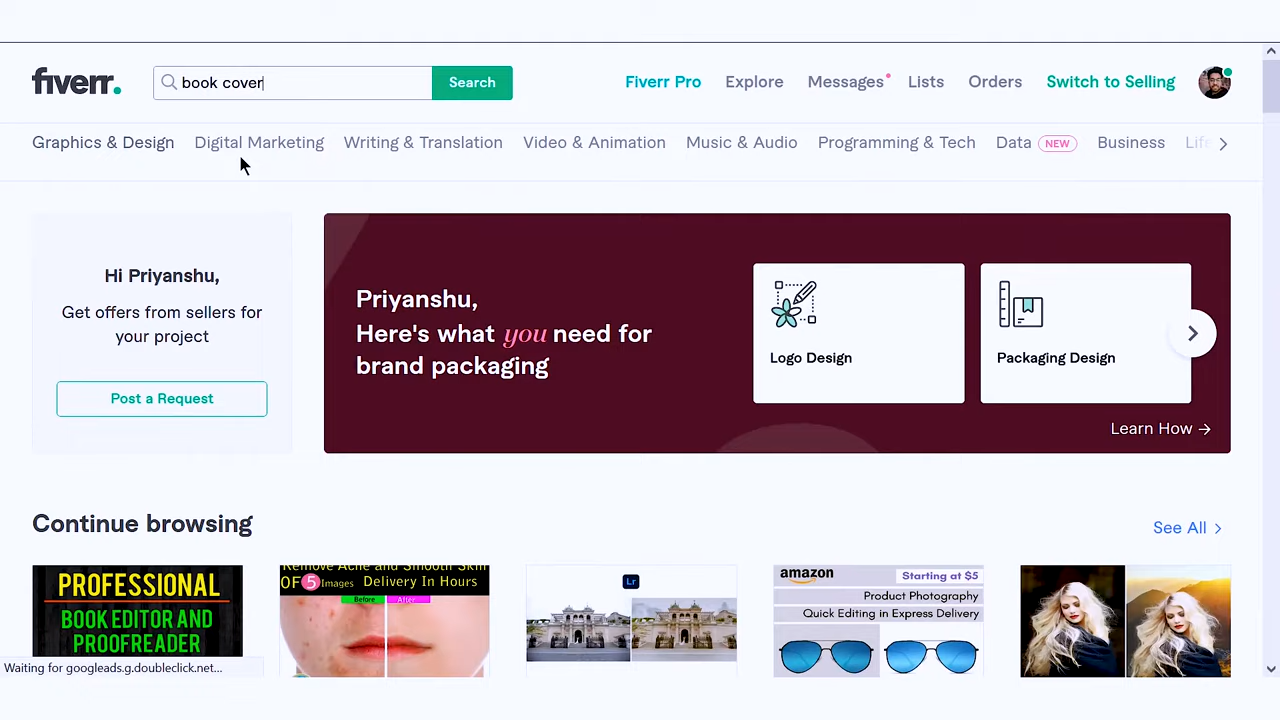 fiverr.
book cover
Search
Fiverr Pro
Explore
Messages
Lists
Orders
Switch to Selling
Graphics & Design
Digital Marketing
Writing & Translation
Video & Animation
Music & Audio
Programming & Tech
Data NEW
Business
Life
Hi Priyanshu,
Get offers from sellers for
your project
Post a Request
Priyanshu,
Here's what you need for
brand packaging
Logo Design
Packaging Design
Learn How →
Continue browsing
See All
PROFESSIONAL
BOOK EDITOR AND
PROOFREADER
Remove Acne and Smooth Skin
OF 5 Images Delivery In Hours
Before
After
Lr
amazon
Starting at $5
Product Photography
Quick Editing in Express Delivery
Waiting for googleads.g.doubleclick.net...